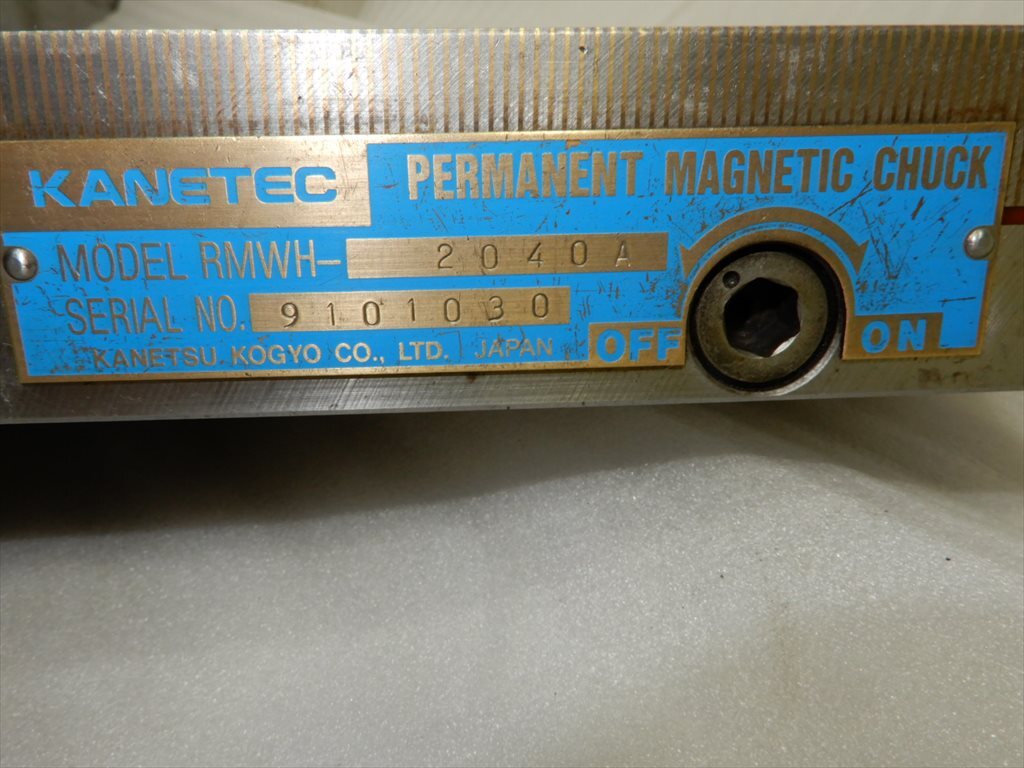 KANETEC
PERMANENT MAGNETIC CHUCK
MODEL RMWH- 2040A
SERIAL NO. 9101030
KANETSU KOGYO CO., LTD. JAPAN
OFF
ON